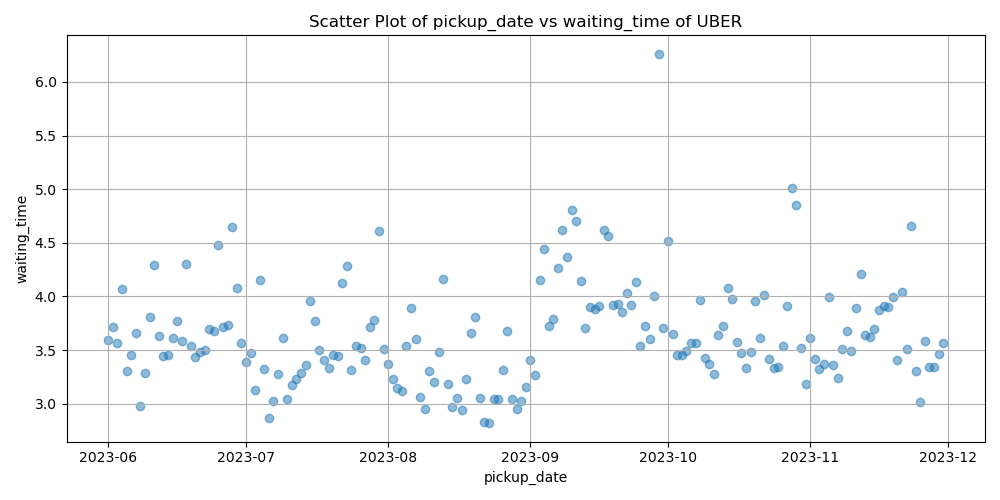 Scatter Plot of pickup_date vs waiting_time of UBER
6.0
5.5
5.0
4.5
4.0
3.5
3.0
waiting_time
2023-06 2023-07 2023-08 2023-09 2023-10 2023-11 2023-12
pickup_date